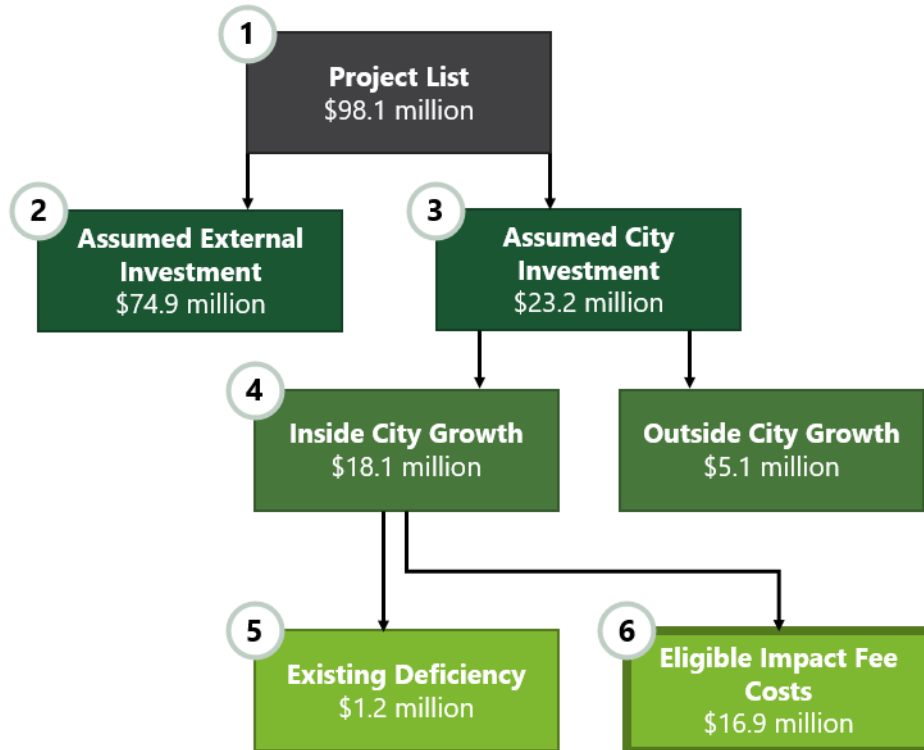 1
Project List
$98.1 million
2
Assumed External
Investment
$74.9 million
3
Assumed City
Investment
$23.2 million
4
Inside City Growth
$18.1 million
Outside City Growth
$5.1 million
5
Existing Deficiency
$1.2 million
6
Eligible Impact Fee
Costs
$16.9 million